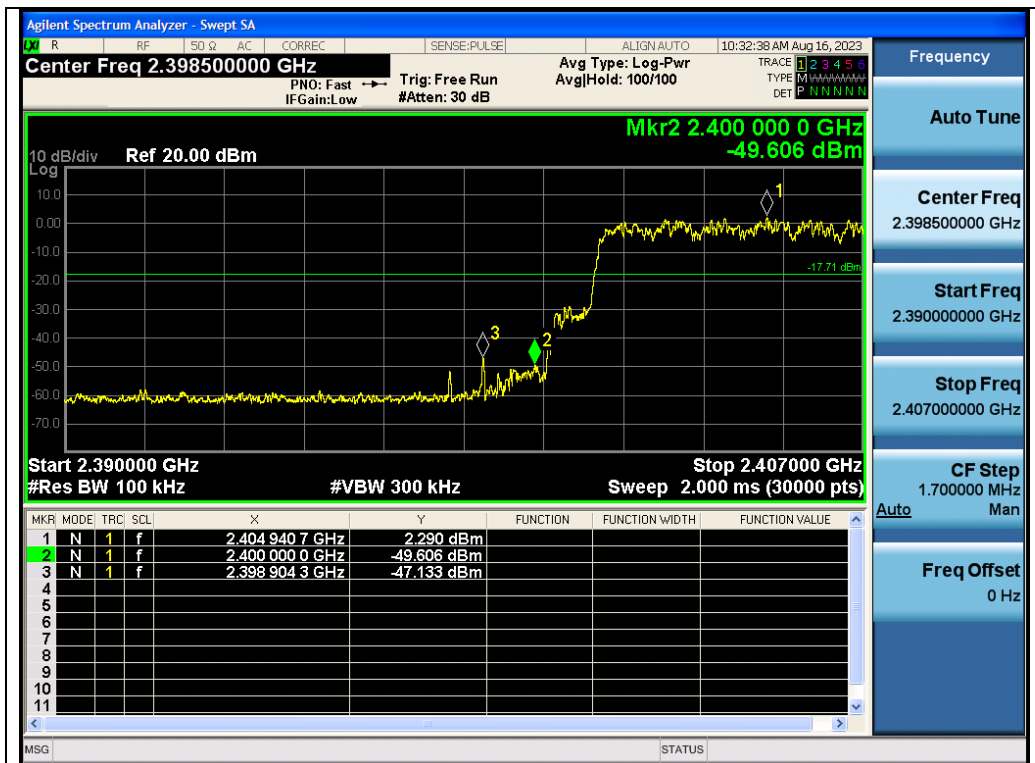 Agilent Spectrum Analyzer - Swept SA
LXI R RF 50 Ω AC CORREC SENSE:PULSE ALIGN AUTO 10:32:38 AM Aug 16, 2023
Center Freq 2.398500000 GHz
PNO: Fast
IFGain:Low
Trig: Free Run
#Atten: 30 dB
Avg Type: Log-Pwr
Avg|Hold: 100/100
TRACE 1 2 3 4 5 6
TYPE M
DET P N N N N N
Mkr2 2.400 000 0 GHz
-49.606 dBm
10 dB/div Ref 20.00 dBm
Log
10.0
0.00
-10.0
-20.0
-30.0
-40.0
-50.0
-60.0
-70.0
1
-17.71 dBm
3
2
Start 2.390000 GHz Stop 2.407000 GHz
#Res BW 100 kHz #VBW 300 kHz Sweep 2.000 ms (30000 pts)
MKR MODE TRC SCL X Y FUNCTION FUNCTION WIDTH FUNCTION VALUE
1 N 1 f 2.404 940 7 GHz 2.290 dBm
2 N 1 f 2.400 000 0 GHz -49.606 dBm
3 N 1 f 2.398 904 3 GHz -47.133 dBm
4
5
6
7
8
9
10
11
MSG STATUS
Frequency
Auto Tune
Center Freq
2.398500000 GHz
Start Freq
2.390000000 GHz
Stop Freq
2.407000000 GHz
CF Step
1.700000 MHz
Auto Man
Freq Offset
0 Hz